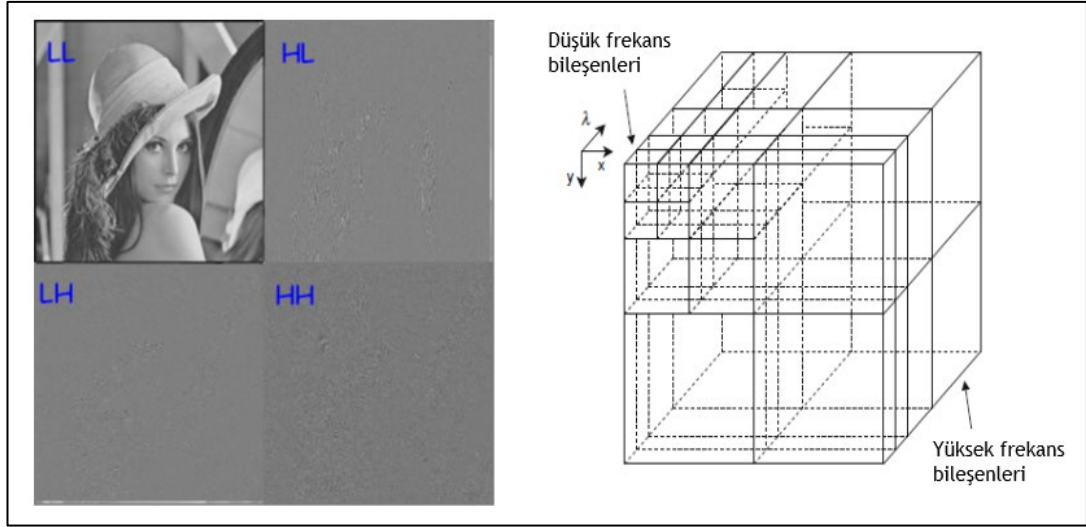 LL
HL
LH
HH
Düşük frekans
bileşenleri
λ
x
y
Yüksek frekans
bileşenleri